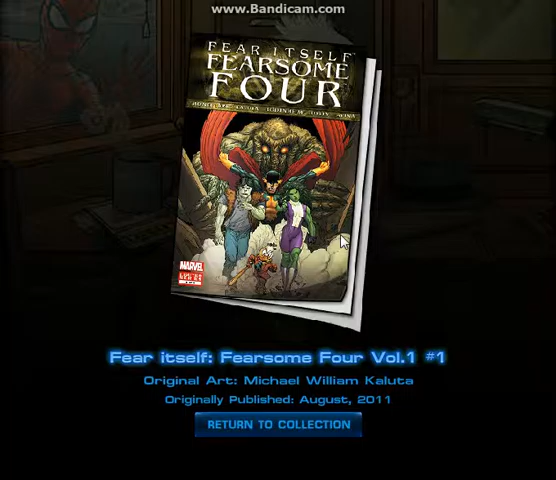 www.Bandicam.com
FEAR ITSELF
FEARSOME
FOUR
MARVEL
Fear itself: Fearsome Four Vol.1 #1
Original Art: Michael William Kaluta
Originally Published: August, 2011
RETURN TO COLLECTION